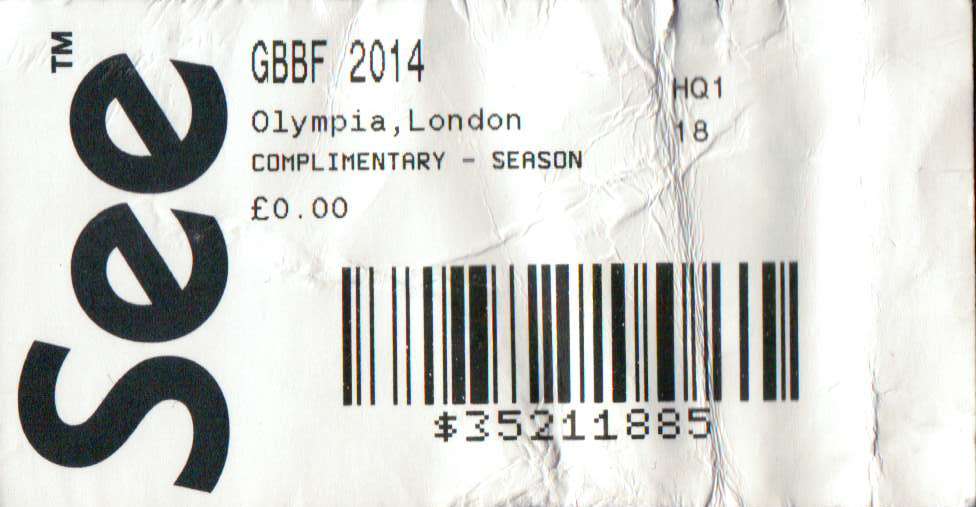 See™
GBBF 2014
Olympia,London
COMPLIMENTARY - SEASON
£0.00
HQ1
18
$35211885